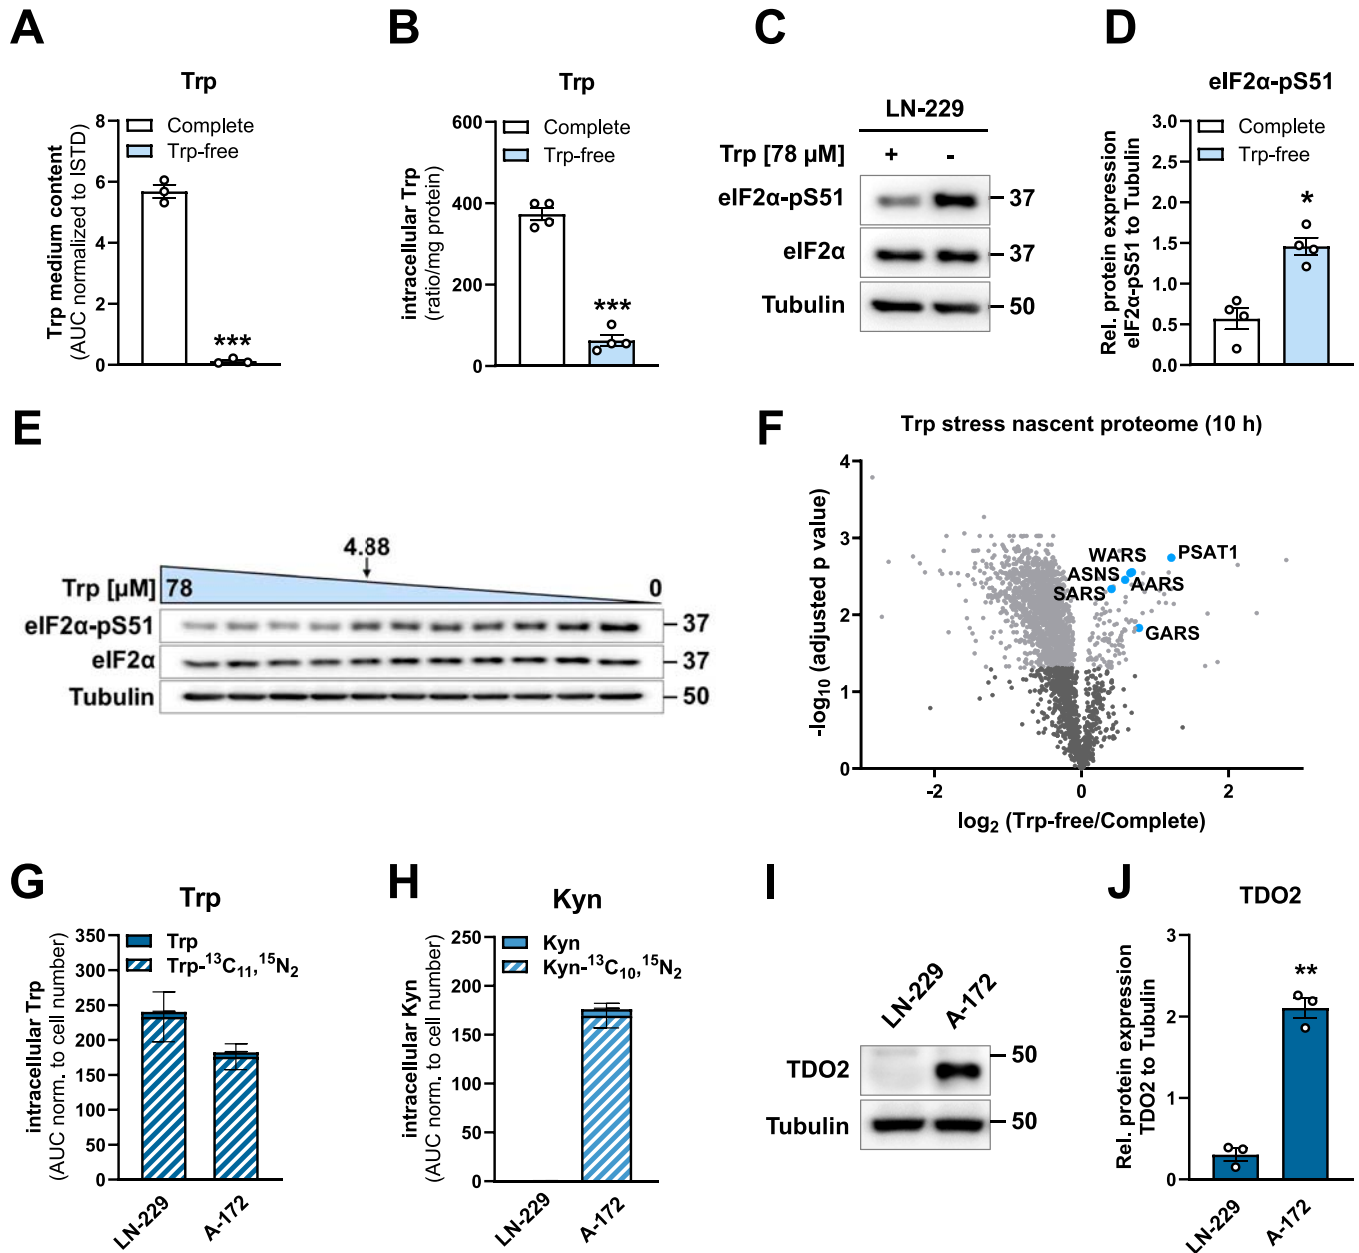 A
Trp
Complete
Trp-free
Trp medium content
(AUC normalized to ISTD)
6
4
2
0
***
B
Trp
Complete
Trp-free
intracellular Trp
(ratio/mg protein)
600
400
200
0
***
C
LN-229
Trp [78 µM] + -
eIF2α-pS51 37
eIF2α 37
Tubulin 50
D
eIF2α-pS51
Complete
Trp-free
Rel. protein expression
eIF2α-pS51 to Tubulin
3.0
2.5
2.0
1.5
1.0
0.5
0.0
*
E
4.88
Trp [µM] 78 0
eIF2α-pS51 37
eIF2α 37
Tubulin 50
F
Trp stress nascent proteome (10 h)
-log10 (adjusted p value)
4
3
2
1
0
WARS
PSAT1
ASNS
AARS
SARS
GARS
-2 0 2
log2 (Trp-free/Complete)
G
Trp
Trp
Trp-¹³C₁₁,¹⁵N₂
intracellular Trp
(AUC norm. to cell number)
350
300
250
200
150
100
50
0
LN-229 A-172
H
Kyn
Kyn
Kyn-¹³C₁₀,¹⁵N₂
intracellular Kyn
(AUC norm. to cell number)
250
200
150
100
50
0
LN-229 A-172
I
LN-229 A-172
TDO2 50
Tubulin 50
J
TDO2
Rel. protein expression
TDO2 to Tubulin
3
2
1
0
**
LN-229 A-172